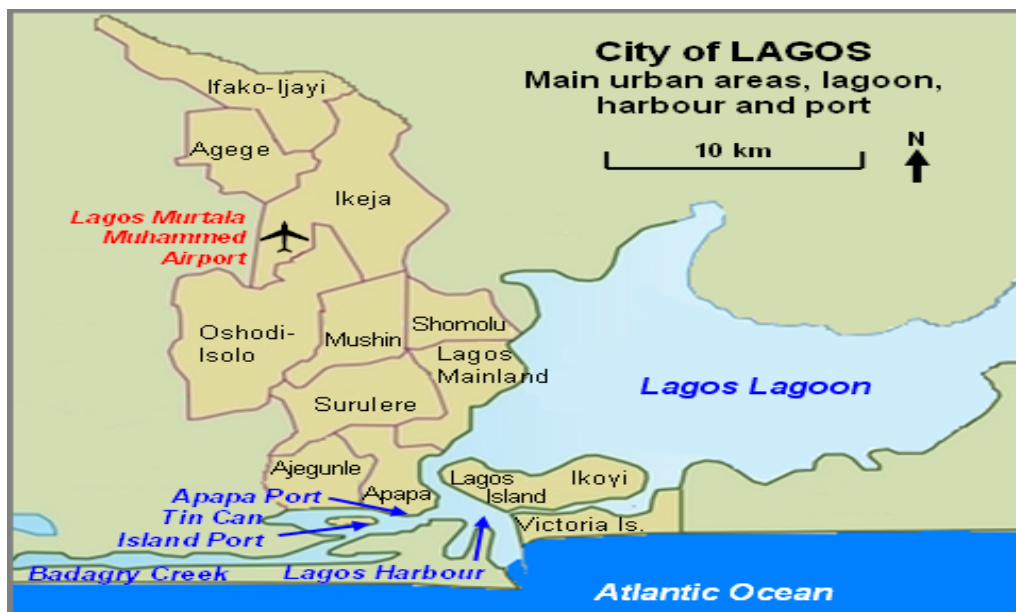 City of LAGOS
Main urban areas, lagoon,
harbour and port
10 km
N
Ifako-Ijayi
Agege
Ikeja
Lagos Murtala
Muhammed
Airport
Oshodi-
Isolo
Mushin
Shomolu
Lagos
Mainland
Lagos Lagoon
Surulere
Ajegunle
Apapa
Lagos
Island
Ikoyi
Victoria Is.
Apapa Port
Tin Can
Island Port
Badagry Creek
Lagos Harbour
Atlantic Ocean